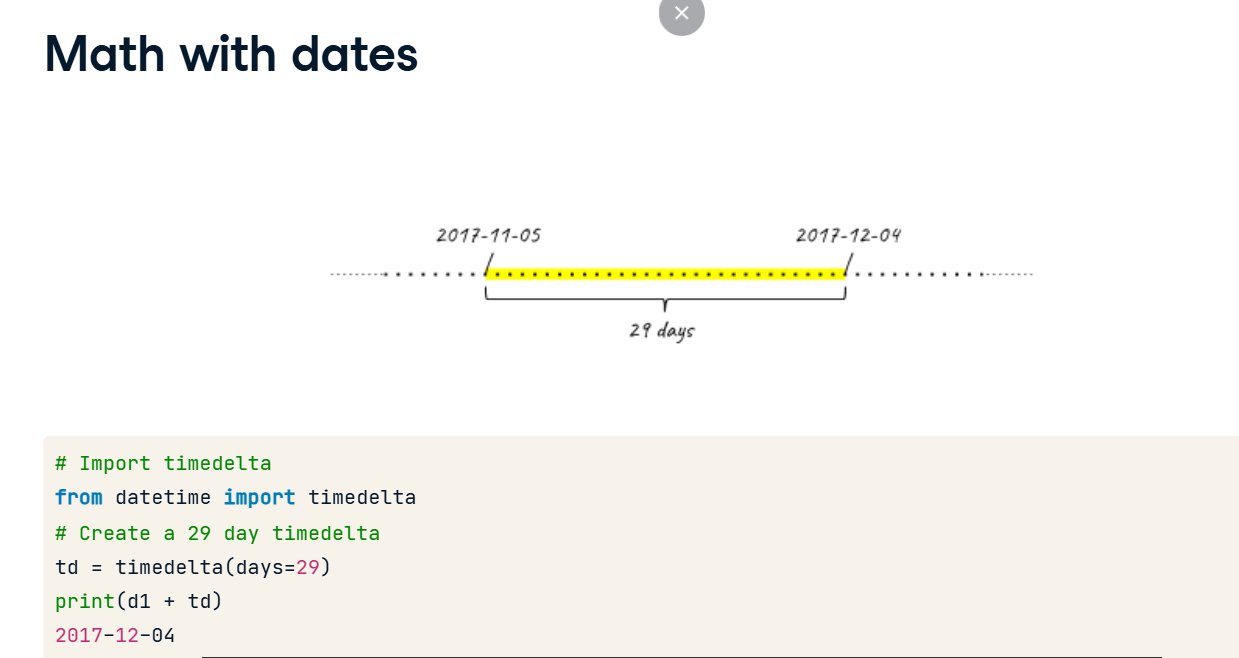 Math with dates
2017-11-05
2017-12-04
29 days
# Import timedelta
from datetime import timedelta
# Create a 29 day timedelta
td = timedelta(days=29)
print(d1 + td)
2017-12-04